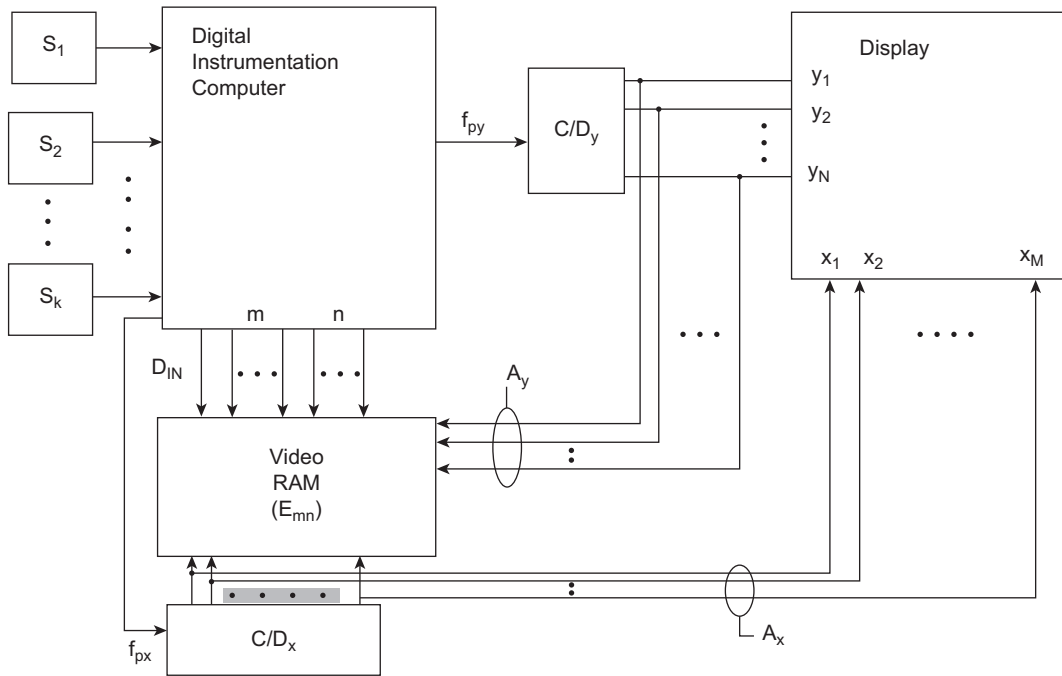 S1
S2
Sk
Digital
Instrumentation
Computer
fpy
C/Dy
Display
y1
y2
yN
x1
x2
xM
m
n
DIN
Ay
Video
RAM
(Emn)
fpx
C/Dx
Ax